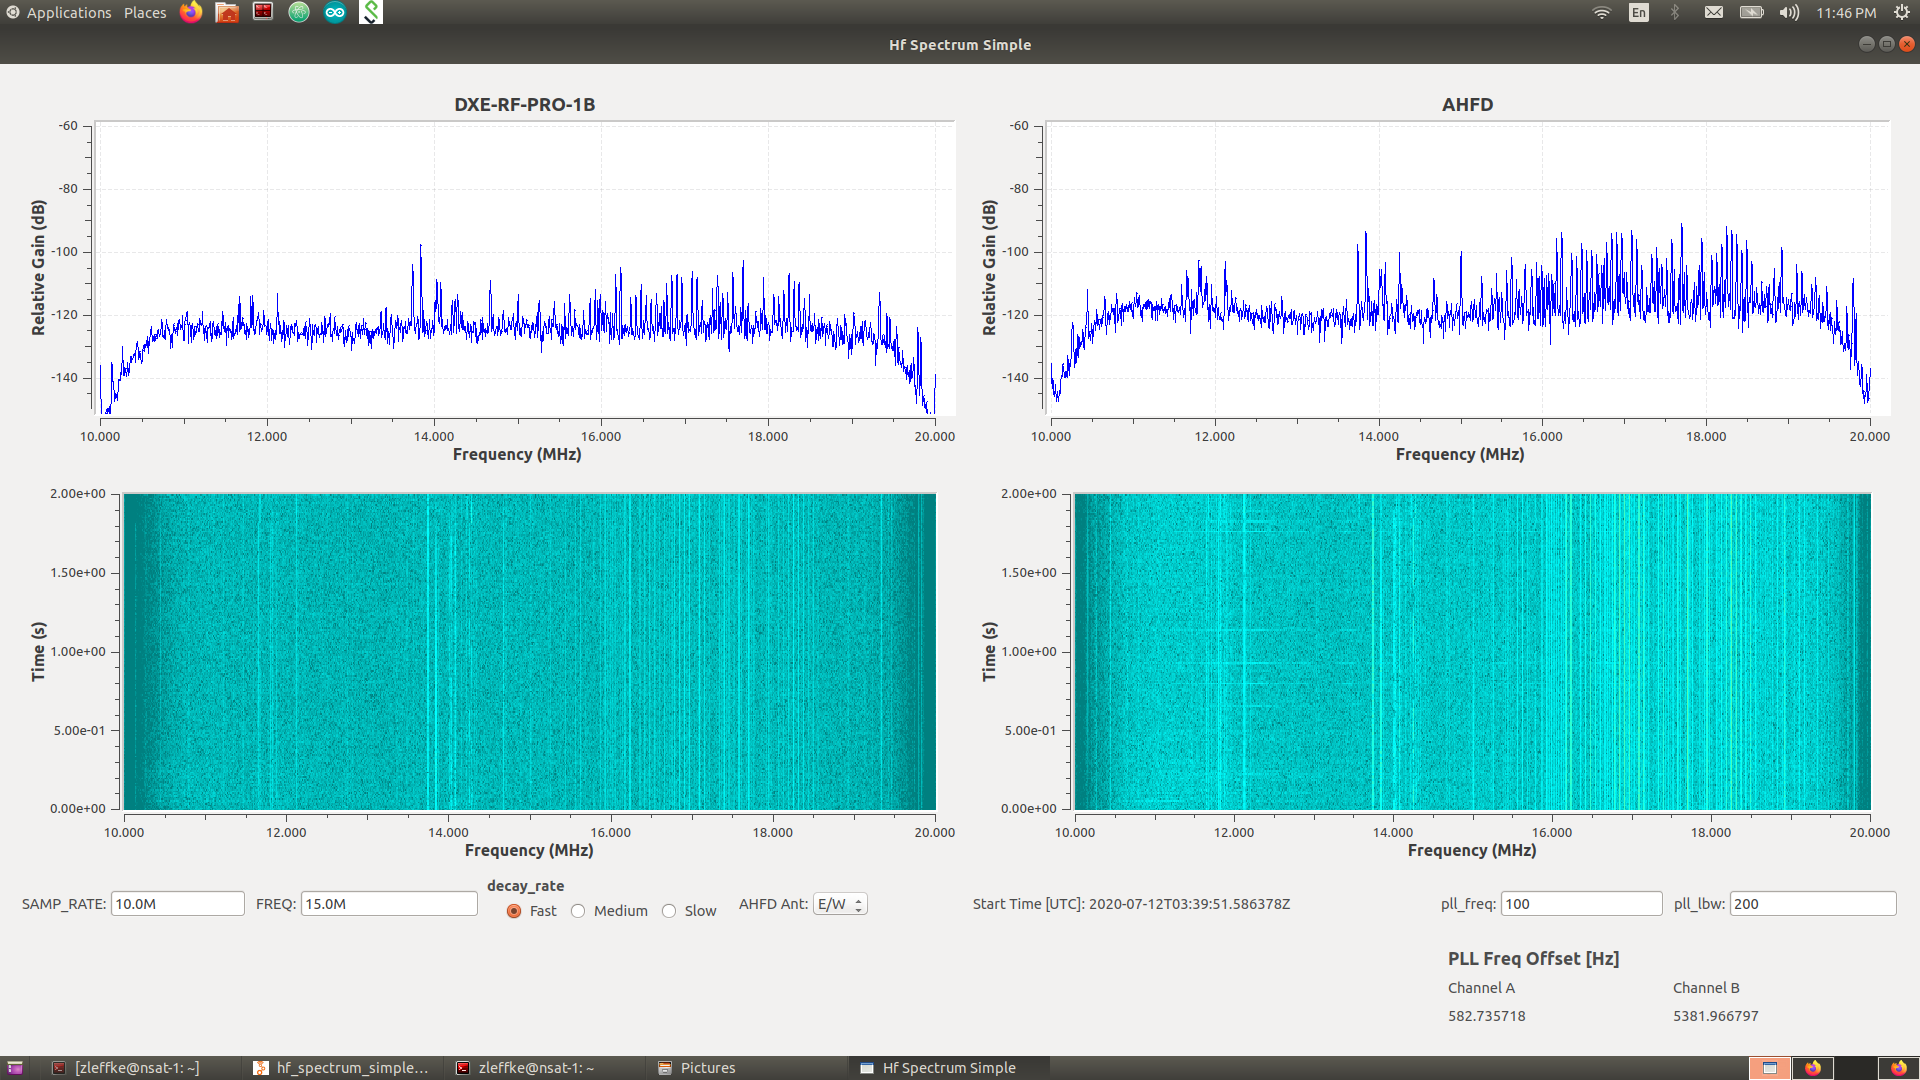 Applications Places En 11:46 PM
Hf Spectrum Simple
DXE-RF-PRO-1B
Relative Gain (dB)
-60
-80
-100
-120
-140
10.000 12.000 14.000 16.000 18.000 20.000
Frequency (MHz)
AHFD
Relative Gain (dB)
-60
-80
-100
-120
-140
10.000 12.000 14.000 16.000 18.000 20.000
Frequency (MHz)
Time (s)
2.00e+00
1.50e+00
1.00e+00
5.00e-01
0.00e+00
10.000 12.000 14.000 16.000 18.000 20.000
Frequency (MHz)
Time (s)
2.00e+00
1.50e+00
1.00e+00
5.00e-01
0.00e+00
10.000 12.000 14.000 16.000 18.000 20.000
Frequency (MHz)
decay_rate
SAMP_RATE: 10.0M FREQ: 15.0M Fast Medium Slow AHFD Ant: E/W Start Time [UTC]: 2020-07-12T03:39:51.586378Z pll_freq: 100 pll_lbw: 200
PLL Freq Offset [Hz]
Channel A Channel B
582.735718 5381.966797
[zleffke@nsat-1: ~] hf_spectrum_simple... zleffke@nsat-1: ~ Pictures Hf Spectrum Simple